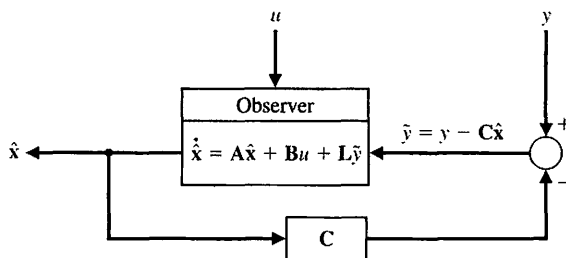 u
y
Observer
+
ỹ = y − Cx̂
x̂
x̂̇ = Ax̂ + Bu + Lỹ
−
C